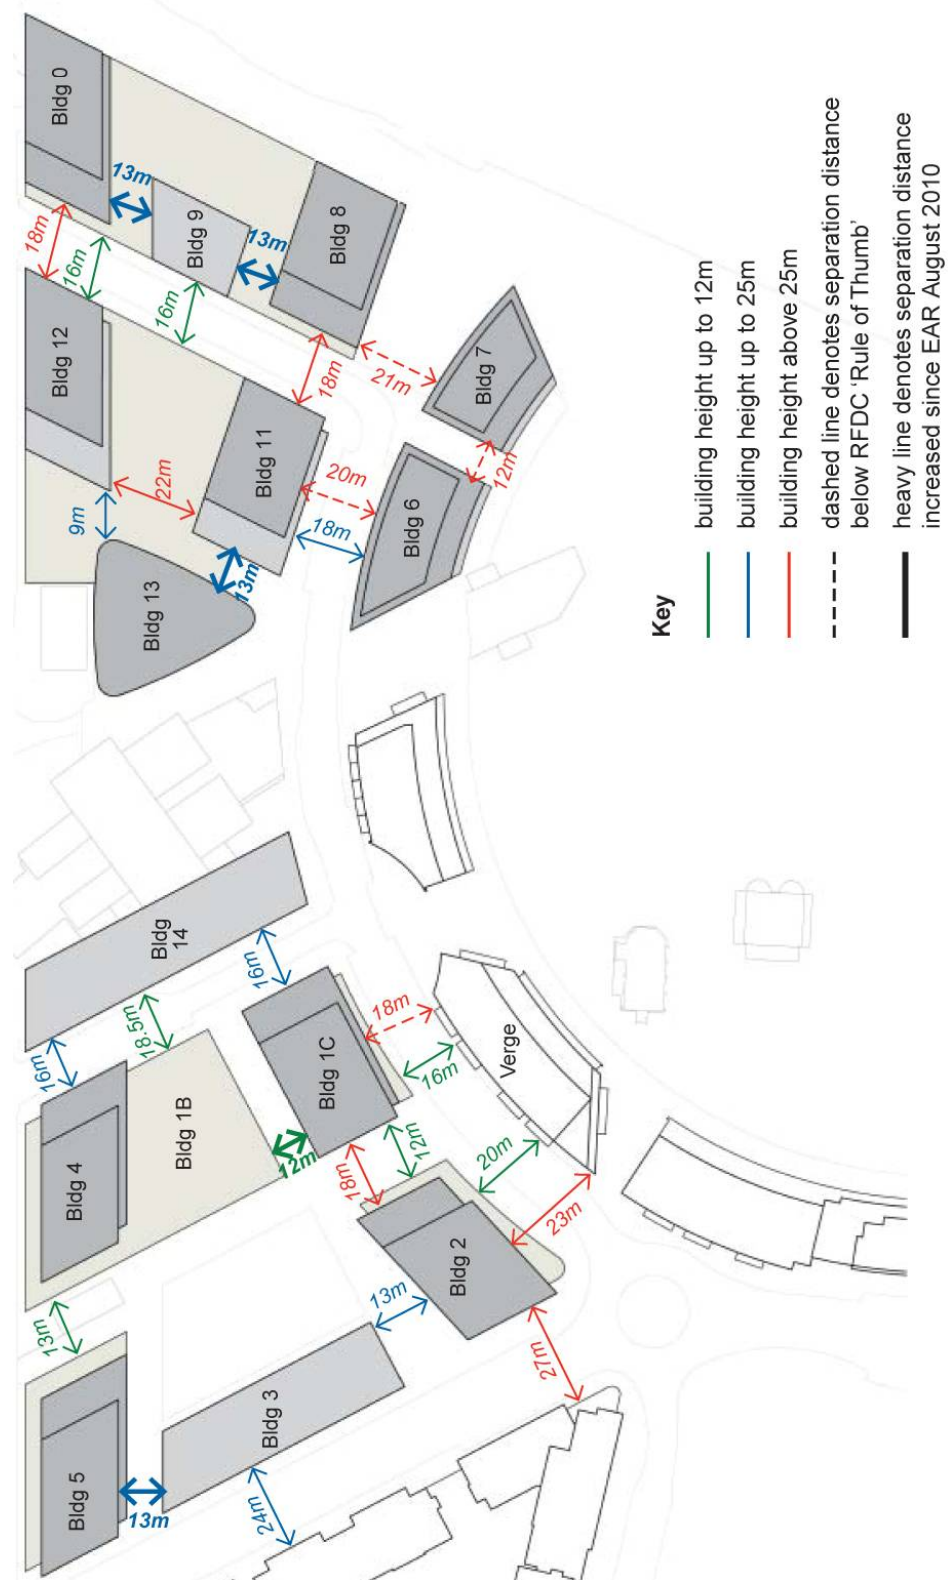 Bldg 0
13m
18m
16m
Bldg 9
13m
Bldg 8
16m
18m
21m
Bldg 7
12m
Bldg 12
22m
9m
Bldg 11
20m
18m
Bldg 6
13m
Bldg 13
Bldg
14
16m
18.5m
16m
Bldg 4
Bldg 1B
12m
Bldg 1C
18m
16m
Verge
12m
18m
20m
23m
Bldg 2
13m
27m
13m
Bldg 5
13m
Bldg 3
24m
Key
building height up to 12m
building height up to 25m
building height above 25m
dashed line denotes separation distance
below RFDC 'Rule of Thumb'
heavy line denotes separation distance
increased since EAR August 2010